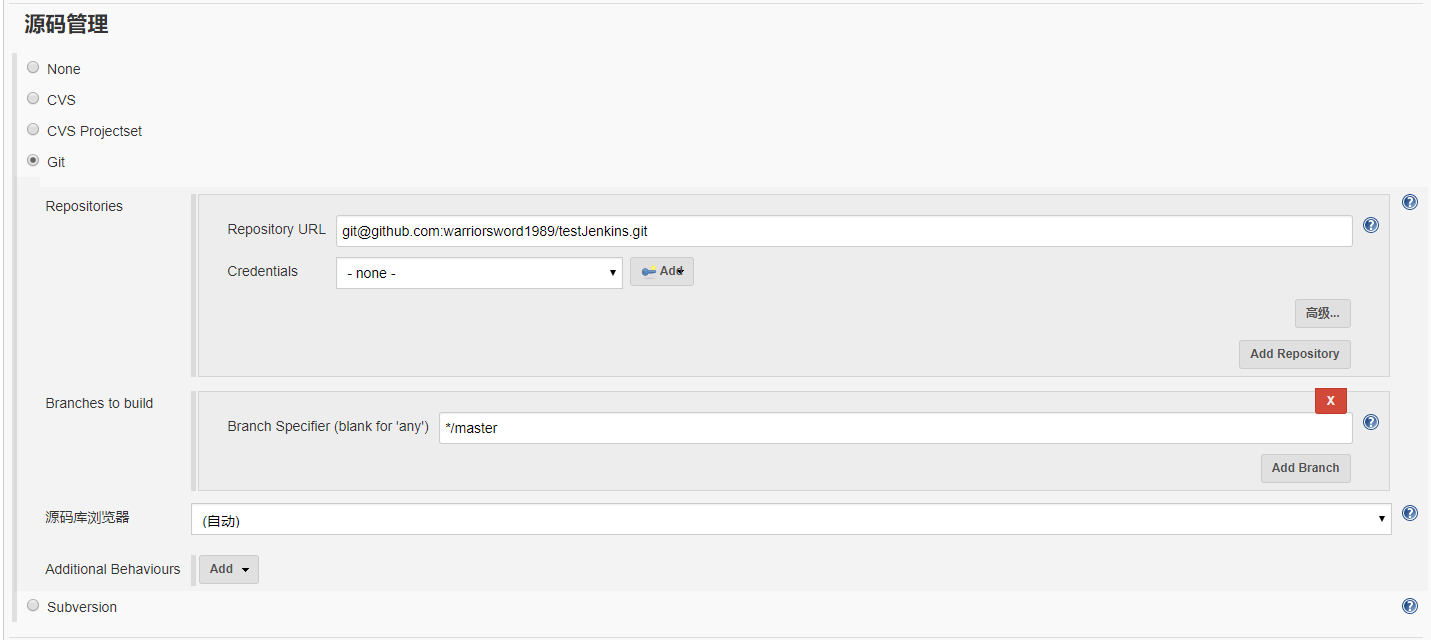 源码管理
None
CVS
CVS Projectset
Git
Repositories
Repository URL git@github.com:warriorsword1989/testJenkins.git
Credentials - none - Add
高级...
Add Repository
Branches to build
X
Branch Specifier (blank for 'any') */master
Add Branch
源码库浏览器 (自动)
Additional Behaviours Add
Subversion